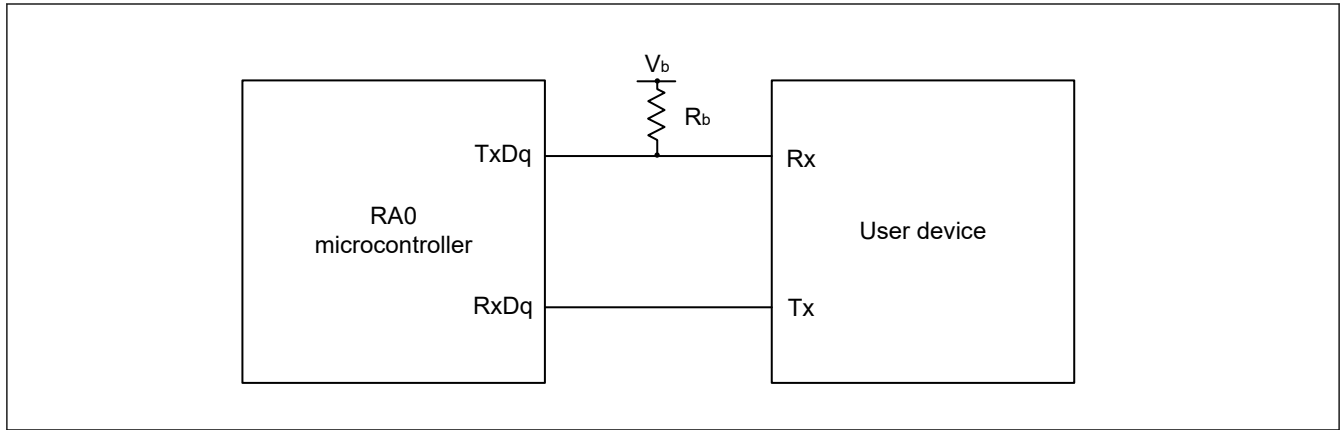 Vb
Rb
TxDq
Rx
RA0
microcontroller
User device
RxDq
Tx